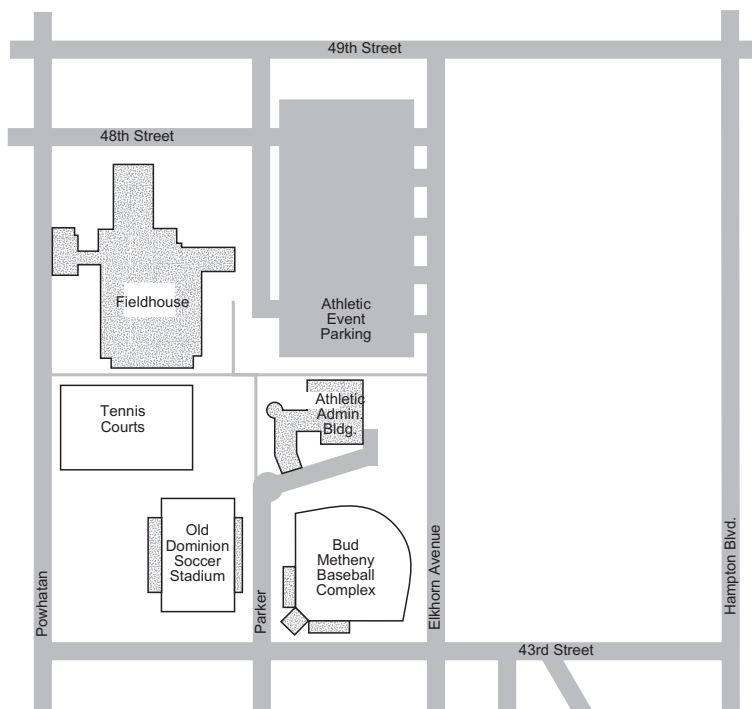 49th Street
48th Street
Fieldhouse
Athletic
Event
Parking
Tennis
Courts
Athletic
Admin.
Bldg.
Old
Dominion
Soccer
Stadium
Bud
Metheny
Baseball
Complex
Powhatan
Parker
Elkhorn Avenue
Hampton Blvd.
43rd Street